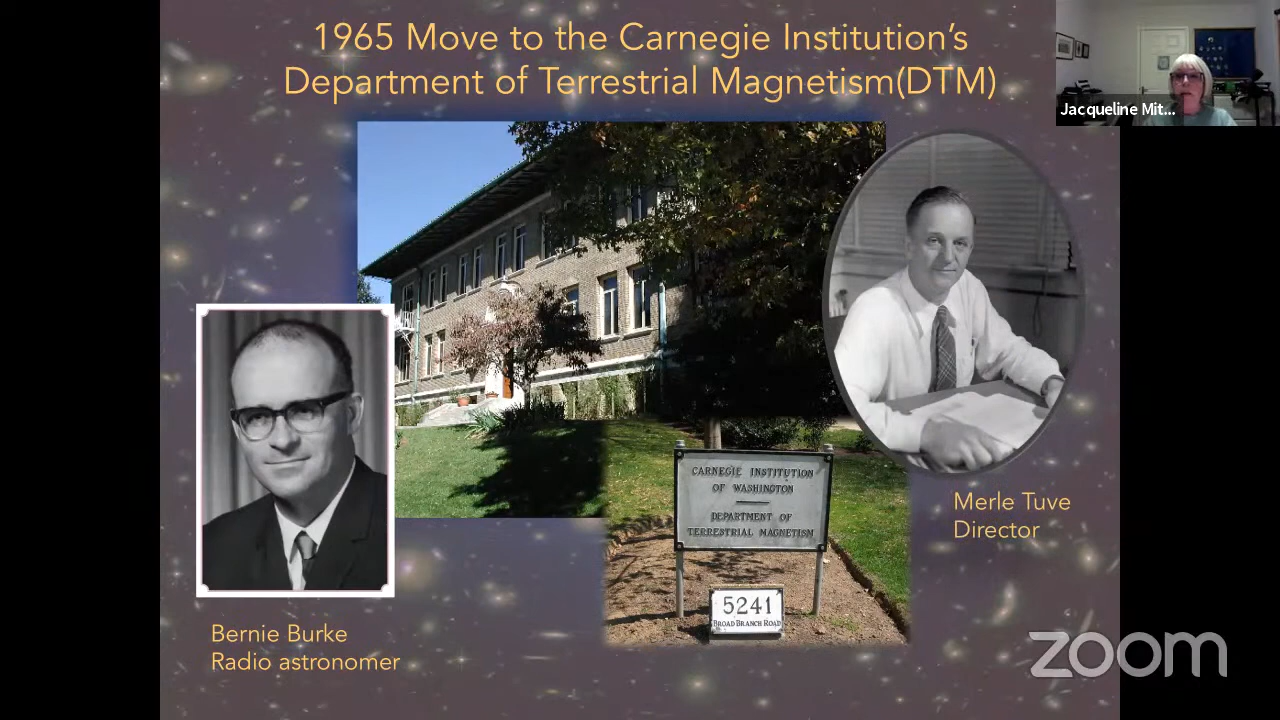 1965 Move to the Carnegie Institution's
Department of Terrestrial Magnetism(DTM)
Jacqueline Mit...
CARNEGIE INSTITUTION
OF WASHINGTON
DEPARTMENT OF
TERRESTRIAL MAGNETISM
Merle Tuve
Director
5241
BROAD BRANCH ROAD
Bernie Burke
Radio astronomer
zoom